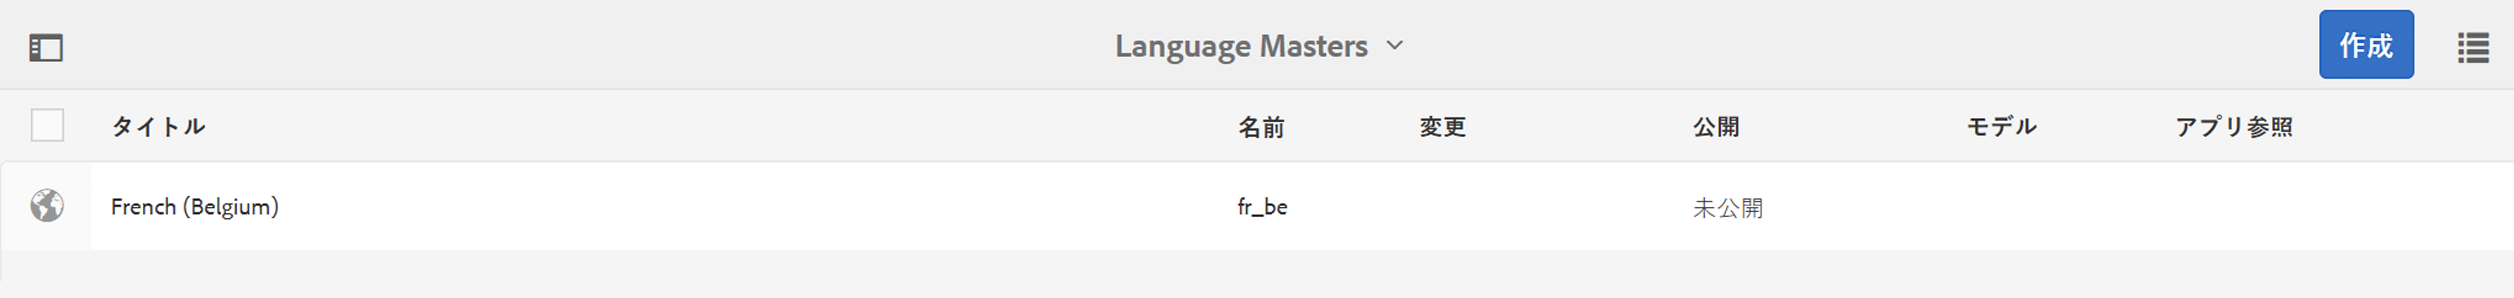 Language Masters
作成
タイトル 名前 変更 公開 モデル アプリ参照
French (Belgium) fr_be 未公開